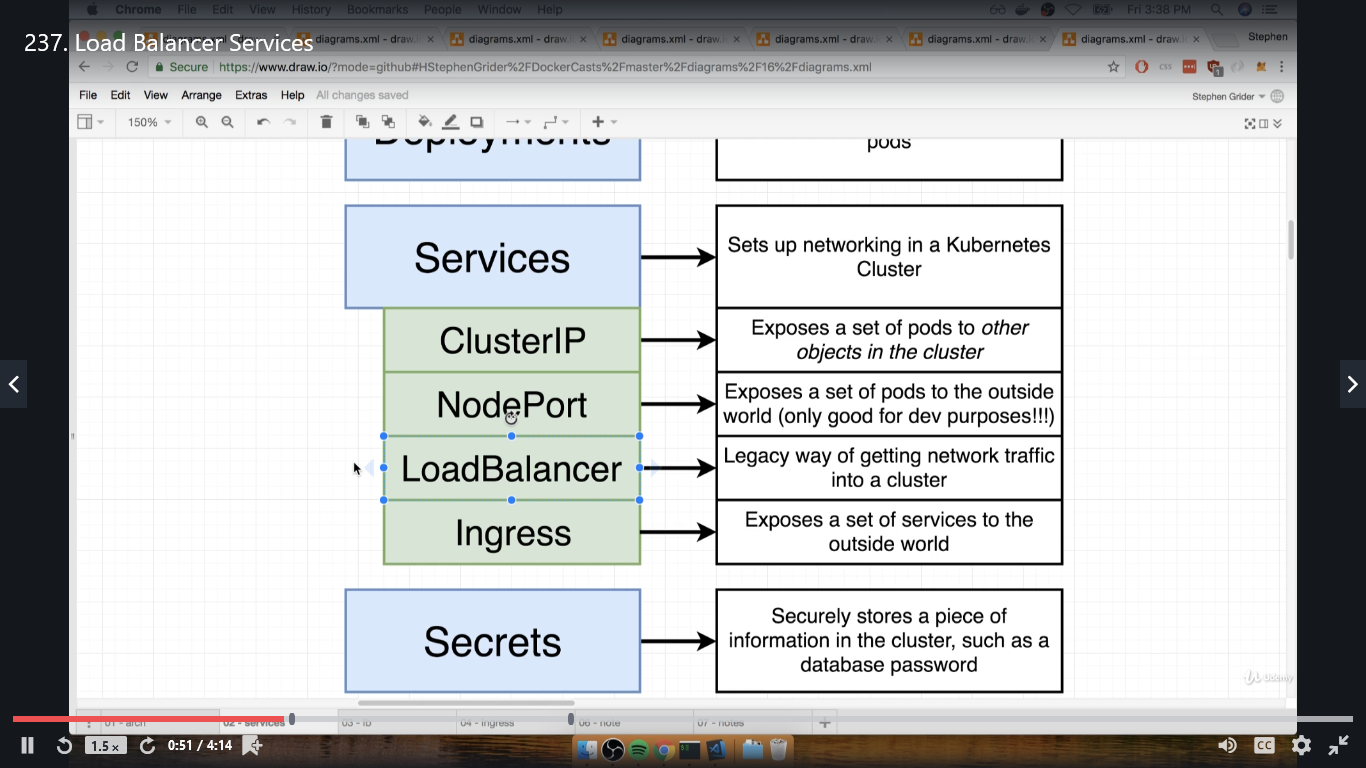 Chrome File Edit View History Bookmarks People Window Help Fri 3:38 PM
237. Load Balancer Services
diagrams.xml - draw. diagrams.xml - draw. diagrams.xml - draw. diagrams.xml - draw. diagrams.xml - draw. diagrams.xml - draw. Stephen
Secure https://www.draw.io/?mode=github#HStephenGrider%2FDockerCasts%2Fmaster%2Fdiagrams%2F16%2Fdiagrams.xml
File Edit View Arrange Extras Help All changes saved
Stephen Grider
150%
Deployments
pods
Services
Sets up networking in a Kubernetes
Cluster
ClusterIP
Exposes a set of pods to other
objects in the cluster
NodePort
Exposes a set of pods to the outside
world (only good for dev purposes!!!)
LoadBalancer
Legacy way of getting network traffic
into a cluster
Ingress
Exposes a set of services to the
outside world
Secrets
Securely stores a piece of
information in the cluster, such as a
database password
Udemy
01 - arch 02 - services 04 - ingress 06 - note 07 - notes
1.5 x 0:51 / 4:14 CC